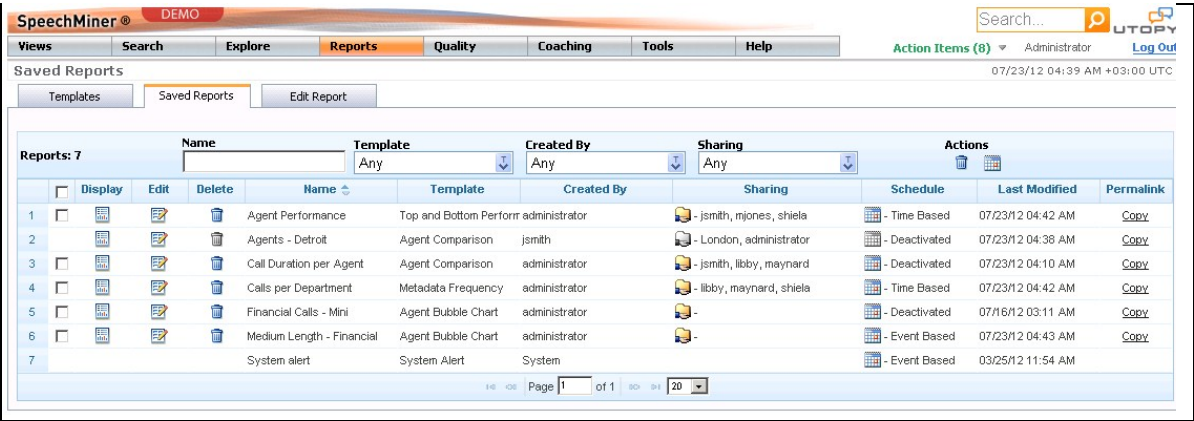 SpeechMiner ® DEMO Search... UTOPY
Views Search Explore Reports Quality Coaching Tools Help Action Items (8) Administrator Log Out
Saved Reports 07/23/12 04:39 AM +03:00 UTC
Templates Saved Reports Edit Report
Name Template Created By Sharing Actions
Reports: 7 Any Any Any
Display Edit Delete Name Template Created By Sharing Schedule Last Modified Permalink
1 Agent Performance Top and Bottom Perform administrator - jsmith, mjones, shiela - Time Based 07/23/12 04:42 AM Copy
2 Agents - Detroit Agent Comparison jsmith - London, administrator - Deactivated 07/23/12 04:38 AM Copy
3 Call Duration per Agent Agent Comparison administrator - jsmith, libby, maynard - Deactivated 07/23/12 04:10 AM Copy
4 Calls per Department Metadata Frequency administrator - libby, maynard, shiela - Time Based 07/23/12 04:42 AM Copy
5 Financial Calls - Mini Agent Bubble Chart administrator - - Deactivated 07/16/12 03:11 AM Copy
6 Medium Length - Financial Agent Bubble Chart administrator - - Event Based 07/23/12 04:43 AM Copy
7 System alert System Alert System - Event Based 03/25/12 11:54 AM
Page 1 of 1 20